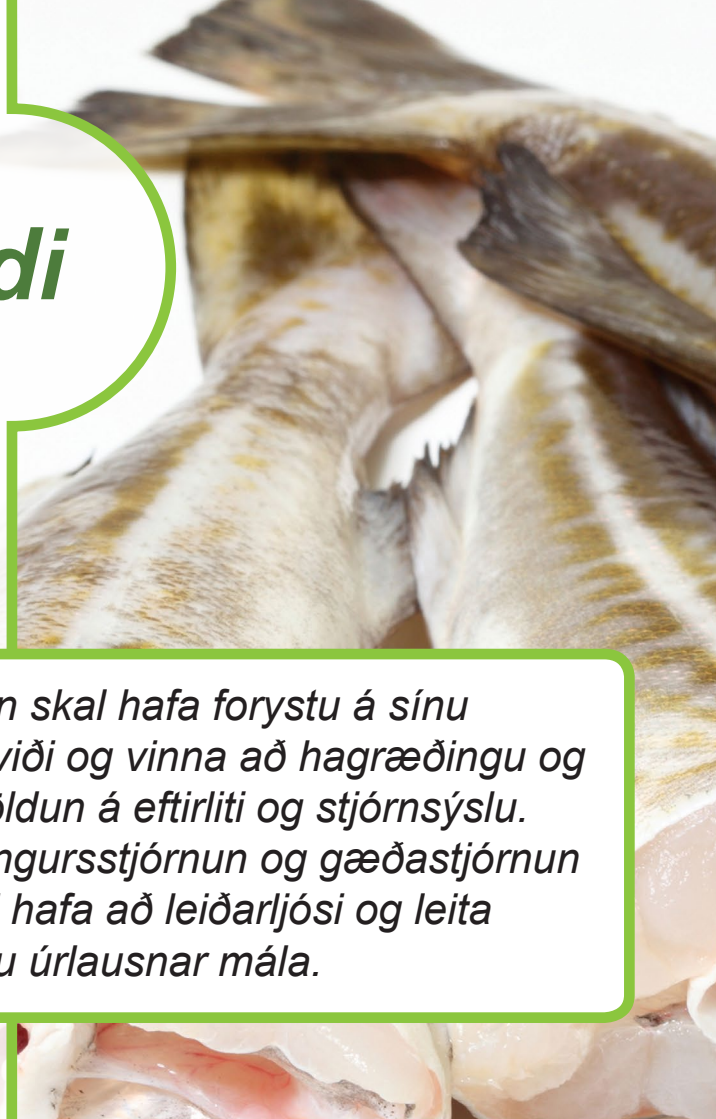 di
n skal hafa forystu á sínu
viði og vinna að hagræðingu og
öldun á eftirliti og stjórnsýslu.
ngursstjórnun og gæðastjórnun
hafa að leiðarljósi og leita
u úrlausnar mála.